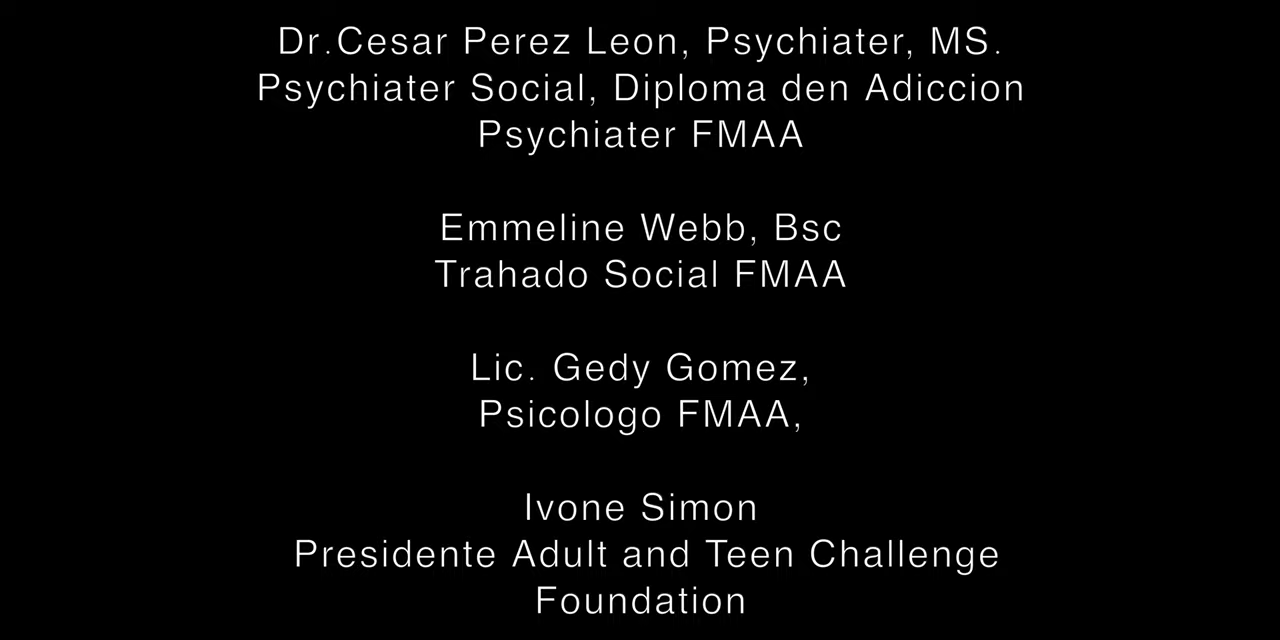 Dr.Cesar Perez Leon, Psychiater, MS.
Psychiater Social, Diploma den Adiccion
Psychiater FMAA
Emmeline Webb, Bsc
Trahado Social FMAA
Lic. Gedy Gomez,
Psicologo FMAA,
Ivone Simon
Presidente Adult and Teen Challenge
Foundation